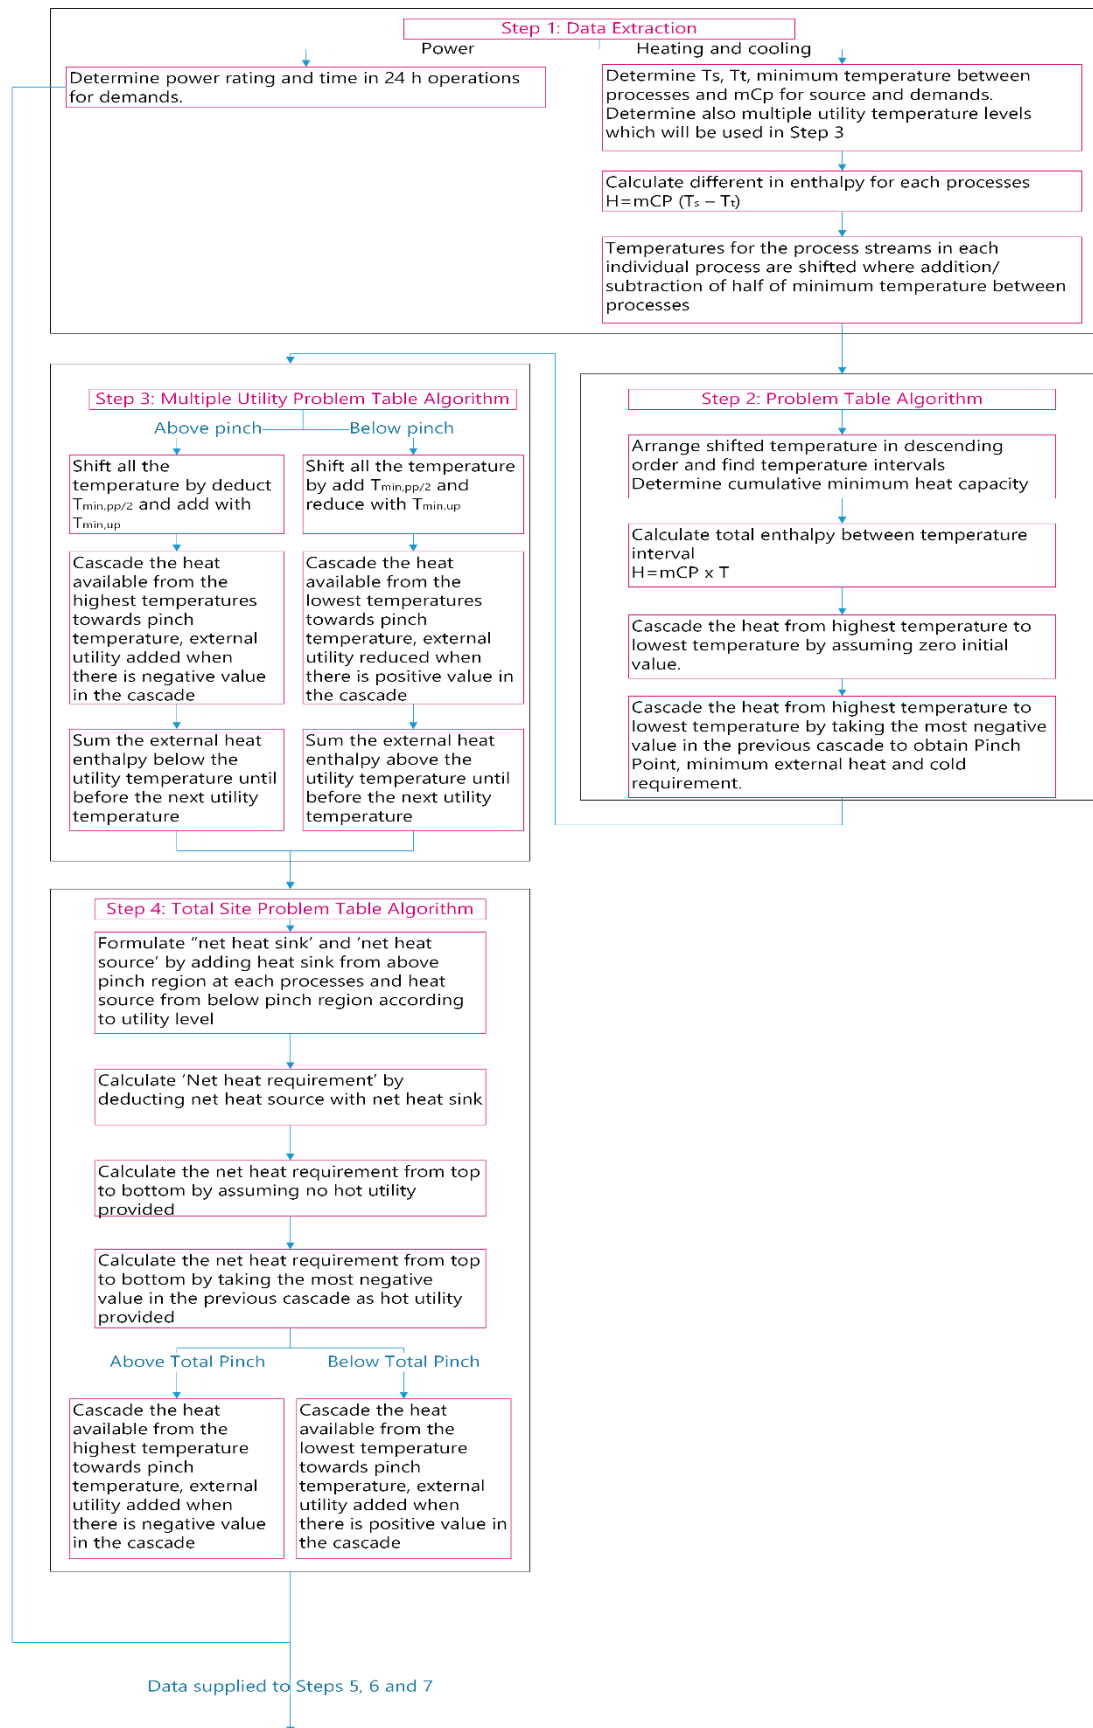 Step 1: Data Extraction
Power
Heating and cooling
Determine power rating and time in 24 h operations
for demands.
Determine Ts, Tt, minimum temperature between
processes and mCp for source and demands.
Determine also multiple utility temperature levels
which will be used in Step 3
Calculate different in enthalpy for each processes
H=mCP (Ts – Tt)
Temperatures for the process streams in each
individual process are shifted where addition/
subtraction of half of minimum temperature between
processes
Step 2: Problem Table Algorithm
Arrange shifted temperature in descending
order and find temperature intervals
Determine cumulative minimum heat capacity
Calculate total enthalpy between temperature
interval
H=mCP x T
Cascade the heat from highest temperature to
lowest temperature by assuming zero initial
value.
Cascade the heat from highest temperature to
lowest temperature by taking the most negative
value in the previous cascade to obtain Pinch
Point, minimum external heat and cold
requirement.
Step 3: Multiple Utility Problem Table Algorithm
Above pinch
Below pinch
Shift all the
temperature by deduct
Tmin,pp/2 and add with
Tmin,up
Shift all the temperature
by add Tmin,pp/2 and
reduce with Tmin,up
Cascade the heat
available from the
highest temperatures
towards pinch
temperature, external
utility added when
there is negative value
in the cascade
Cascade the heat
available from the
lowest temperatures
towards pinch
temperature, external
utility reduced when
there is positive value in
the cascade
Sum the external heat
enthalpy below the
utility temperature until
before the next utility
temperature
Sum the external heat
enthalpy above the
utility temperature until
before the next utility
temperature
Step 4: Total Site Problem Table Algorithm
Formulate “net heat sink’ and ‘net heat
source’ by adding heat sink from above
pinch region at each processes and heat
source from below pinch region according
to utility level
Calculate ‘Net heat requirement’ by
deducting net heat source with net heat sink
Calculate the net heat requirement from top
to bottom by assuming no hot utility
provided
Calculate the net heat requirement from top
to bottom by taking the most negative
value in the previous cascade as hot utility
provided
Above Total Pinch
Below Total Pinch
Cascade the heat
available from the
highest temperature
towards pinch
temperature, external
utility added when
there is negative value
in the cascade
Cascade the heat
available from the
lowest temperature
towards pinch
temperature, external
utility added when
there is positive value in
the cascade
Data supplied to Steps 5, 6 and 7